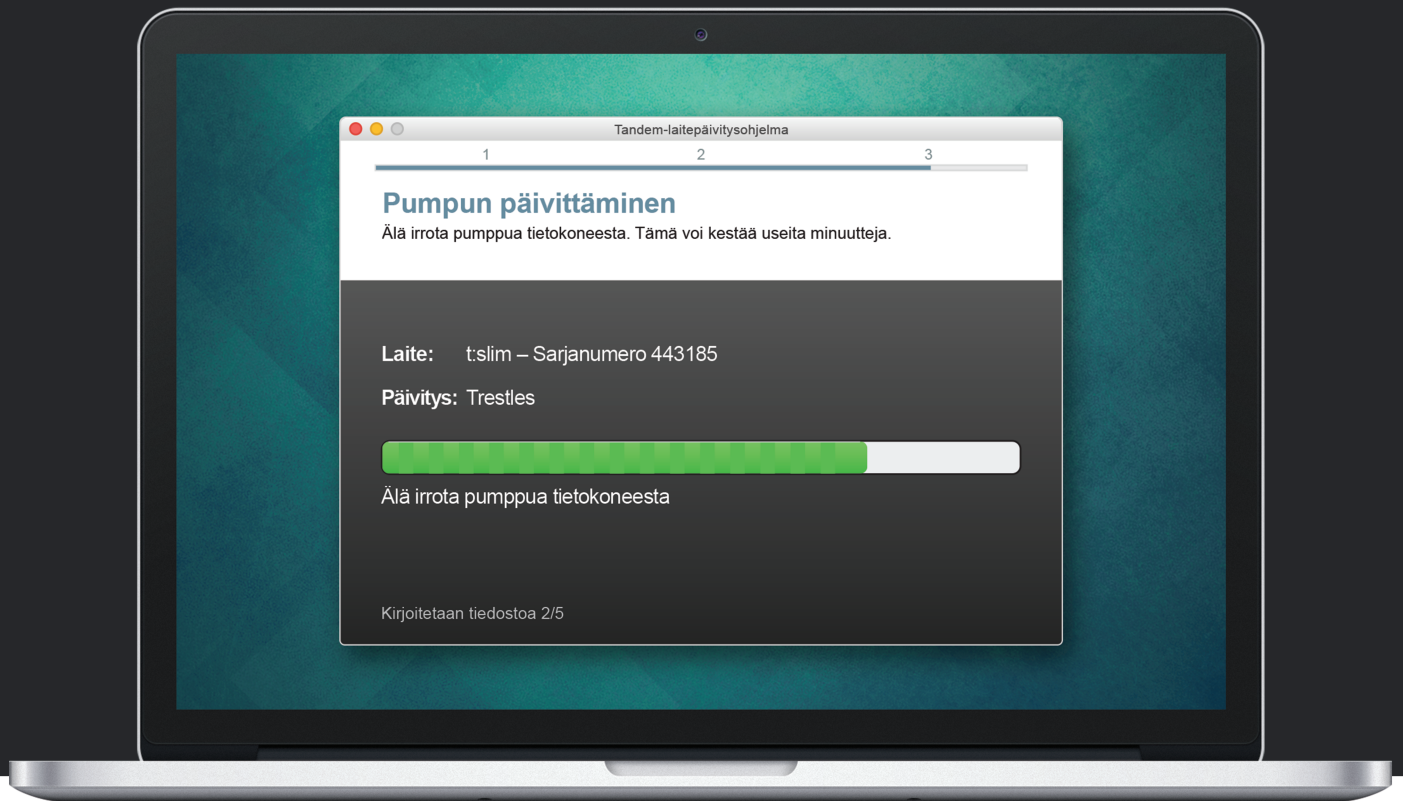 Tandem-laitepäivitysohjelma
1 2 3
Pumpun päivittäminen
Älä irrota pumppua tietokoneesta. Tämä voi kestää useita minuutteja.
Laite: t:slim – Sarjanumero 443185
Päivitys: Trestles
Älä irrota pumppua tietokoneesta
Kirjoitetaan tiedostoa 2/5